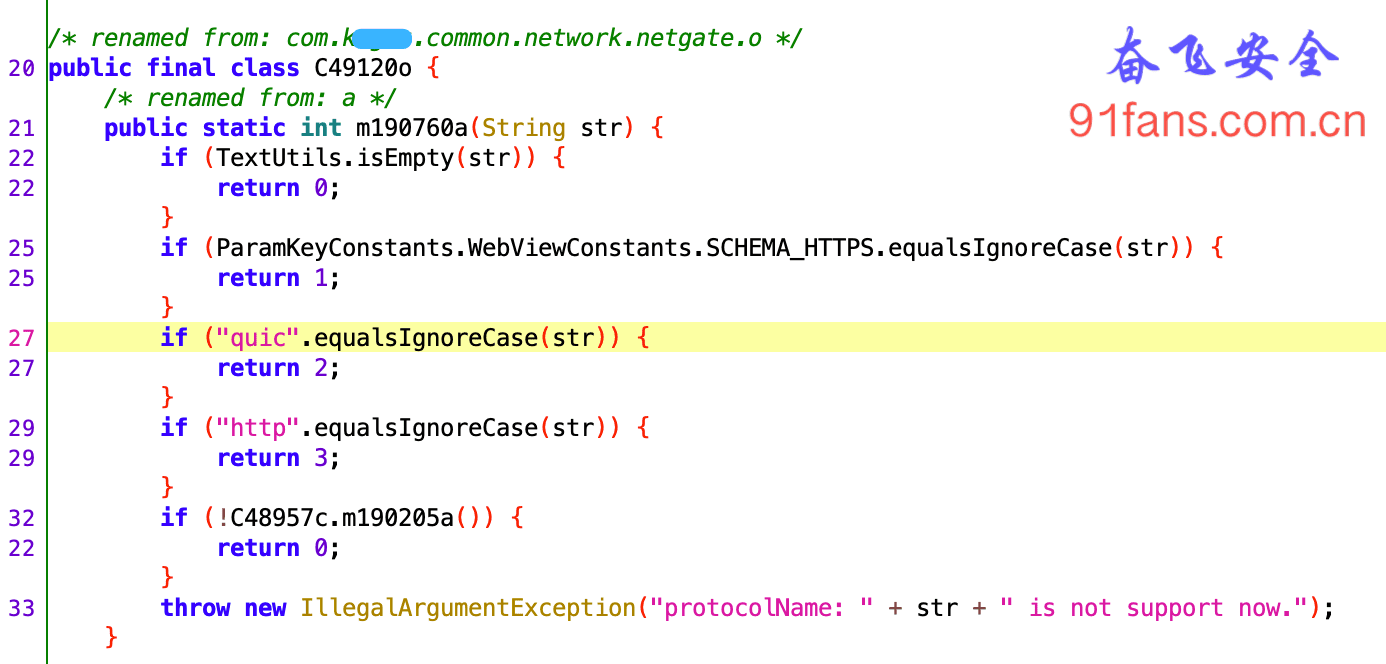 /* renamed from: com.k .common.network.netgate.o */
奋飞安全
91fans.com.cn
20 public final class C49120o {
/* renamed from: a */
21 public static int m190760a(String str) {
22 if (TextUtils.isEmpty(str)) {
22 return 0;
}
25 if (ParamKeyConstants.WebViewConstants.SCHEMA_HTTPS.equalsIgnoreCase(str)) {
25 return 1;
}
27 if ("quic".equalsIgnoreCase(str)) {
27 return 2;
}
29 if ("http".equalsIgnoreCase(str)) {
29 return 3;
}
32 if (!C48957c.m190205a()) {
22 return 0;
}
33 throw new IllegalArgumentException("protocolName: " + str + " is not support now.");
}